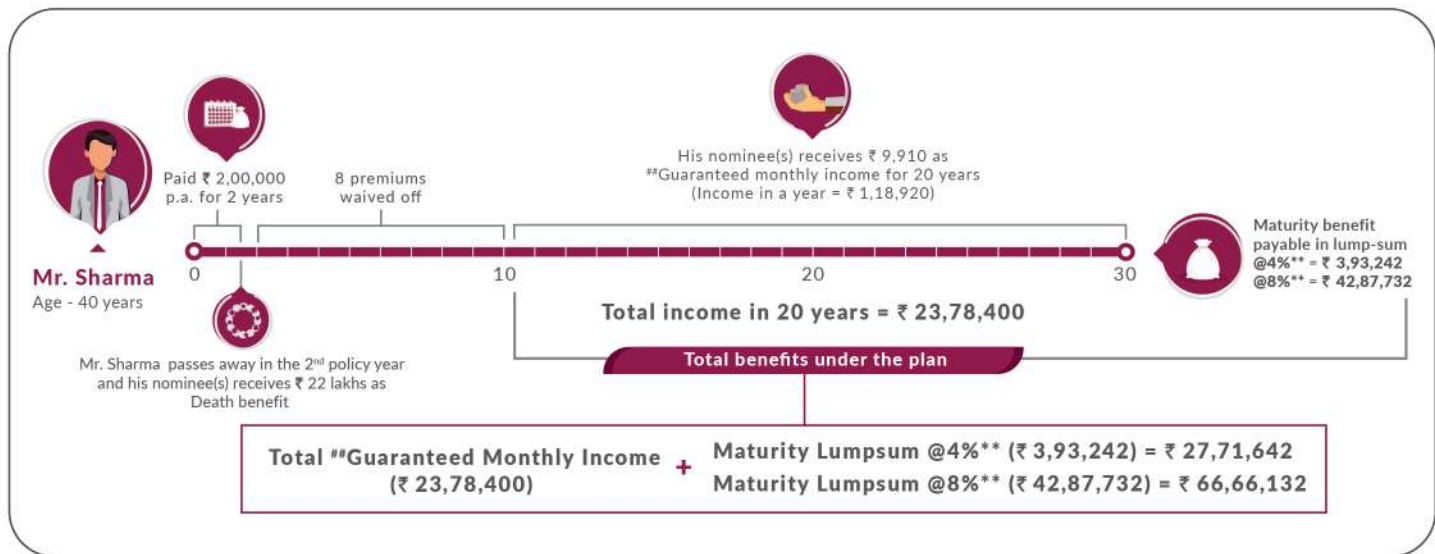 Mr. Sharma
Age - 40 years
Paid ₹ 2,00,000
p.a. for 2 years
8 premiums
waived off
His nominee(s) receives ₹ 9,910 as
##Guaranteed monthly income for 20 years
(Income in a year = ₹ 1,18,920)
0
10
20
30
Maturity benefit
payable in lump-sum
@4%** = ₹ 3,93,242
@8%** = ₹ 42,87,732
Mr. Sharma passes away in the 2nd policy year
and his nominee(s) receives ₹ 22 lakhs as
Death benefit
Total income in 20 years = ₹ 23,78,400
Total benefits under the plan
Total ##Guaranteed Monthly Income
(₹ 23,78,400)
+
Maturity Lumpsum @4%** (₹ 3,93,242) = ₹ 27,71,642
Maturity Lumpsum @8%** (₹ 42,87,732) = ₹ 66,66,132